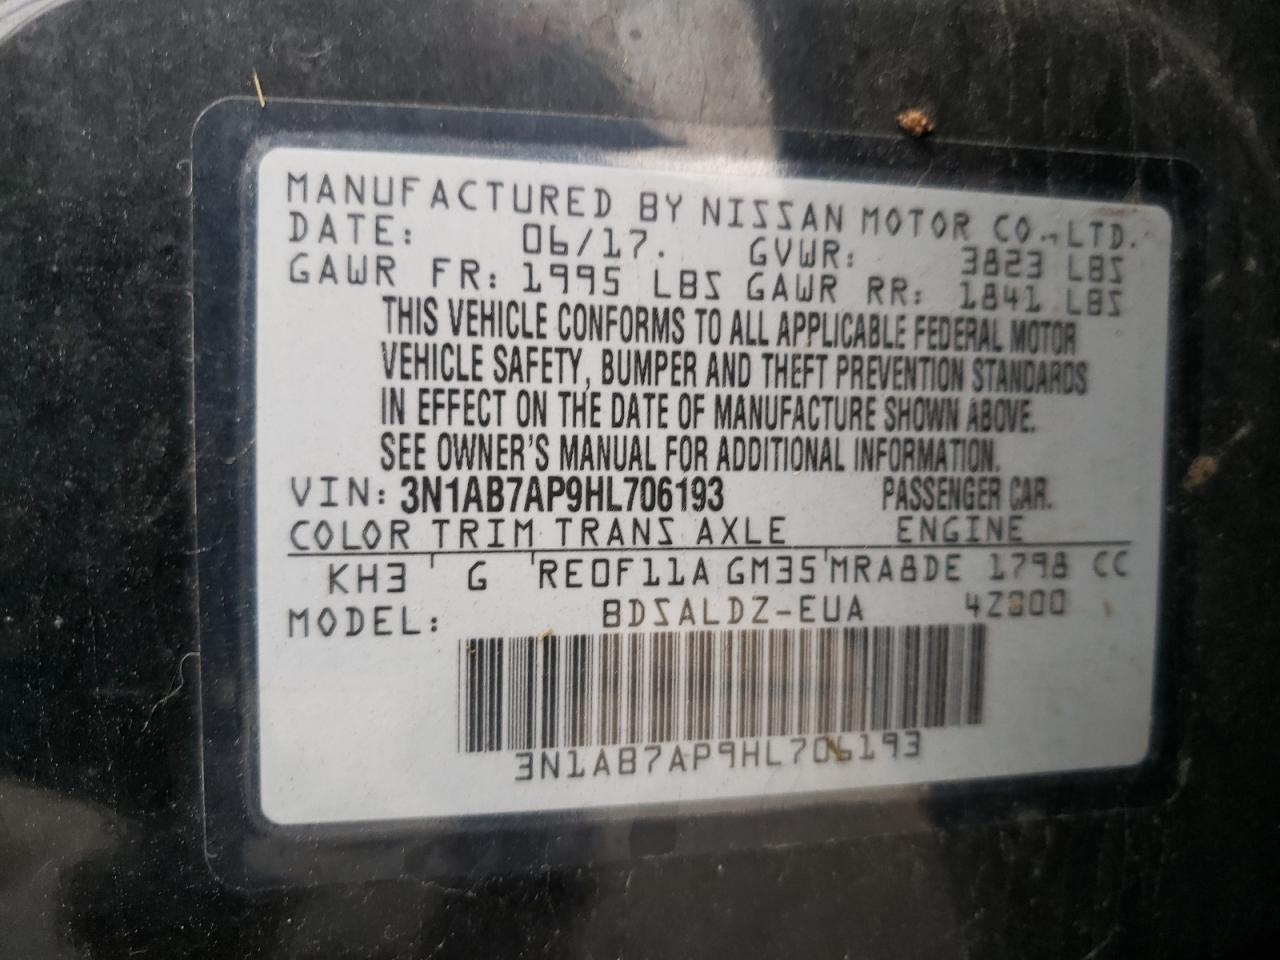 MANUFACTURED BY NISSAN MOTOR CO., LTD.
DATE: 06/17. GVWR: 3823 LBS
GAWR FR: 1995 LBS GAWR RR: 1841 LBS
THIS VEHICLE CONFORMS TO ALL APPLICABLE FEDERAL MOTOR
VEHICLE SAFETY, BUMPER AND THEFT PREVENTION STANDARDS
IN EFFECT ON THE DATE OF MANUFACTURE SHOWN ABOVE.
SEE OWNER'S MANUAL FOR ADDITIONAL INFORMATION.
VIN: 3N1AB7AP9HL706193 PASSENGER CAR.
COLOR TRIM TRANS AXLE ENGINE
KH3 G RE0F11A GM35 MRA8DE 1798 CC
MODEL: BDSALDZ-EUA
3N1AB7AP9HL706193